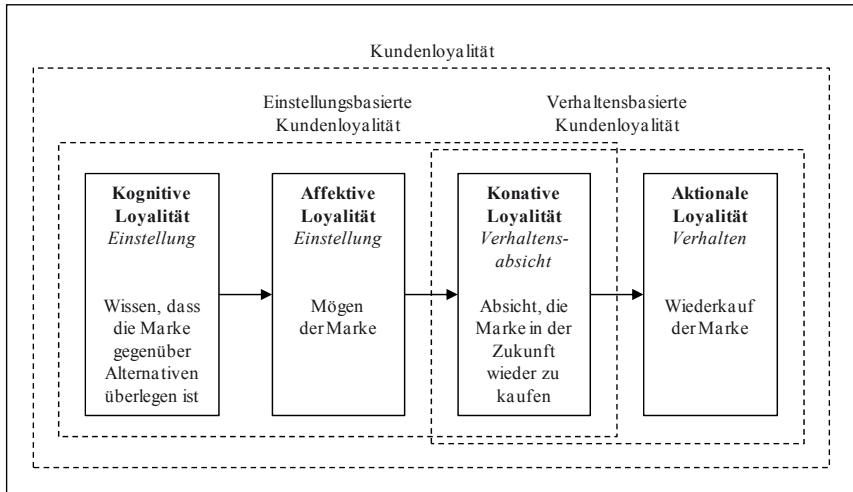 Kundenloyalität
Einstellungsbasierte
Kundenloyalität
Verhaltensbasierte
Kundenloyalität
Kognitive
Loyalität
Einstellung
Wissen, dass
die Marke
gegenüber
Alternativen
überlegen ist
Affektive
Loyalität
Einstellung
Mögen
der Marke
Konative
Loyalität
Verhaltens-
absicht
Absicht, die
Marke in der
Zukunft
wieder zu
kaufen
Aktionale
Loyalität
Verhalten
Wiederkauf
der Marke